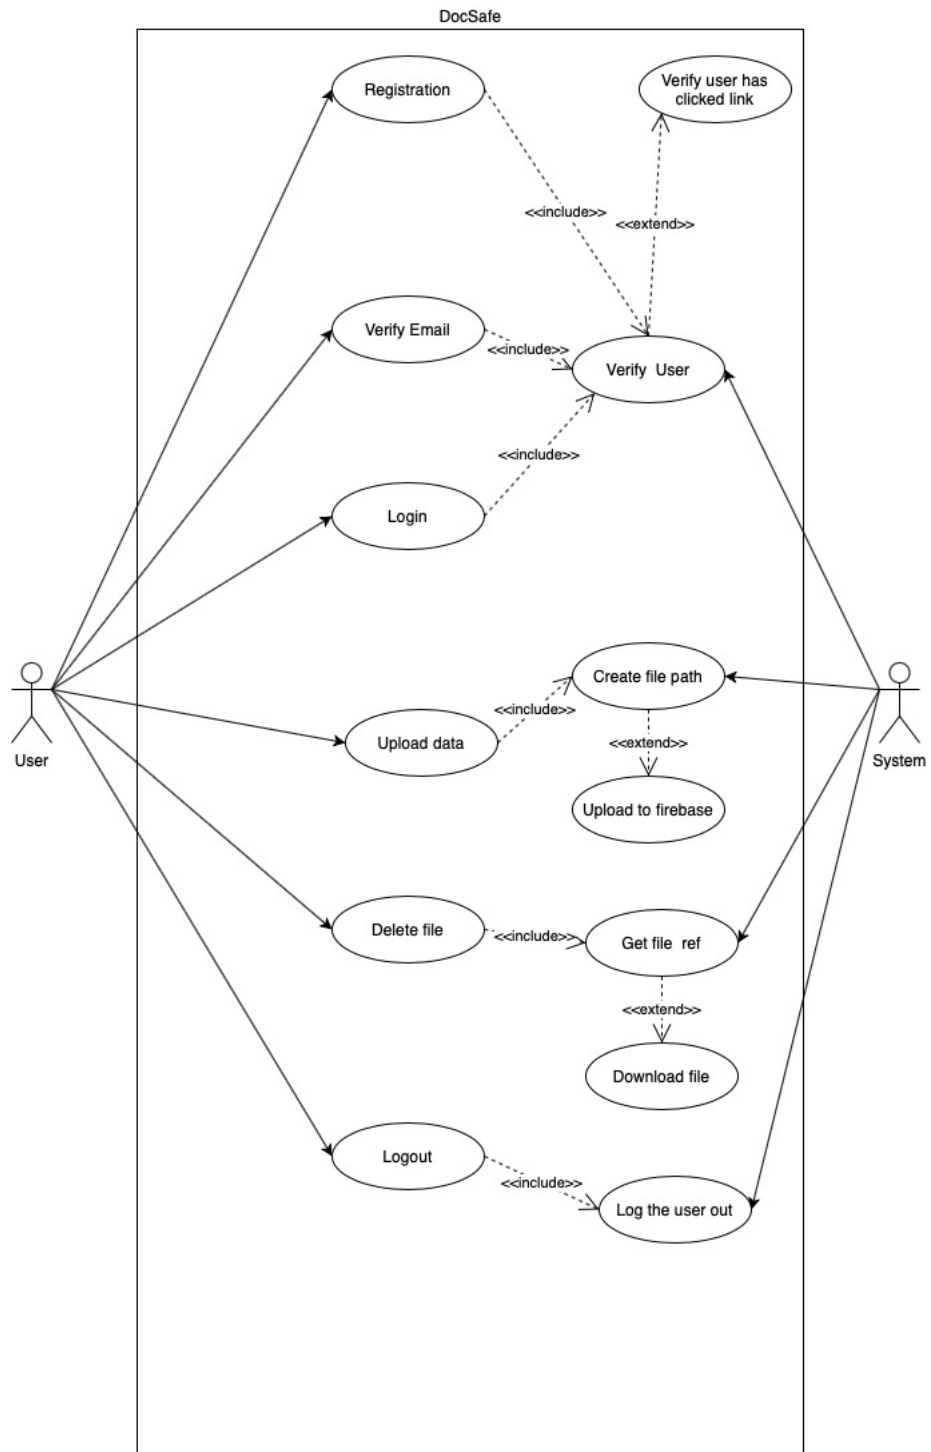 DocSafe
Registration
Verify user has
clicked link
<<include>>
<<extend>>
Verify Email
<<include>>
Verify  User
<<include>>
Login
Create file path
<<include>>
Upload data
<<extend>>
User
System
Upload to firebase
Delete file
<<include>>
Get file  ref
<<extend>>
Download file
Logout
<<include>>
Log the user out